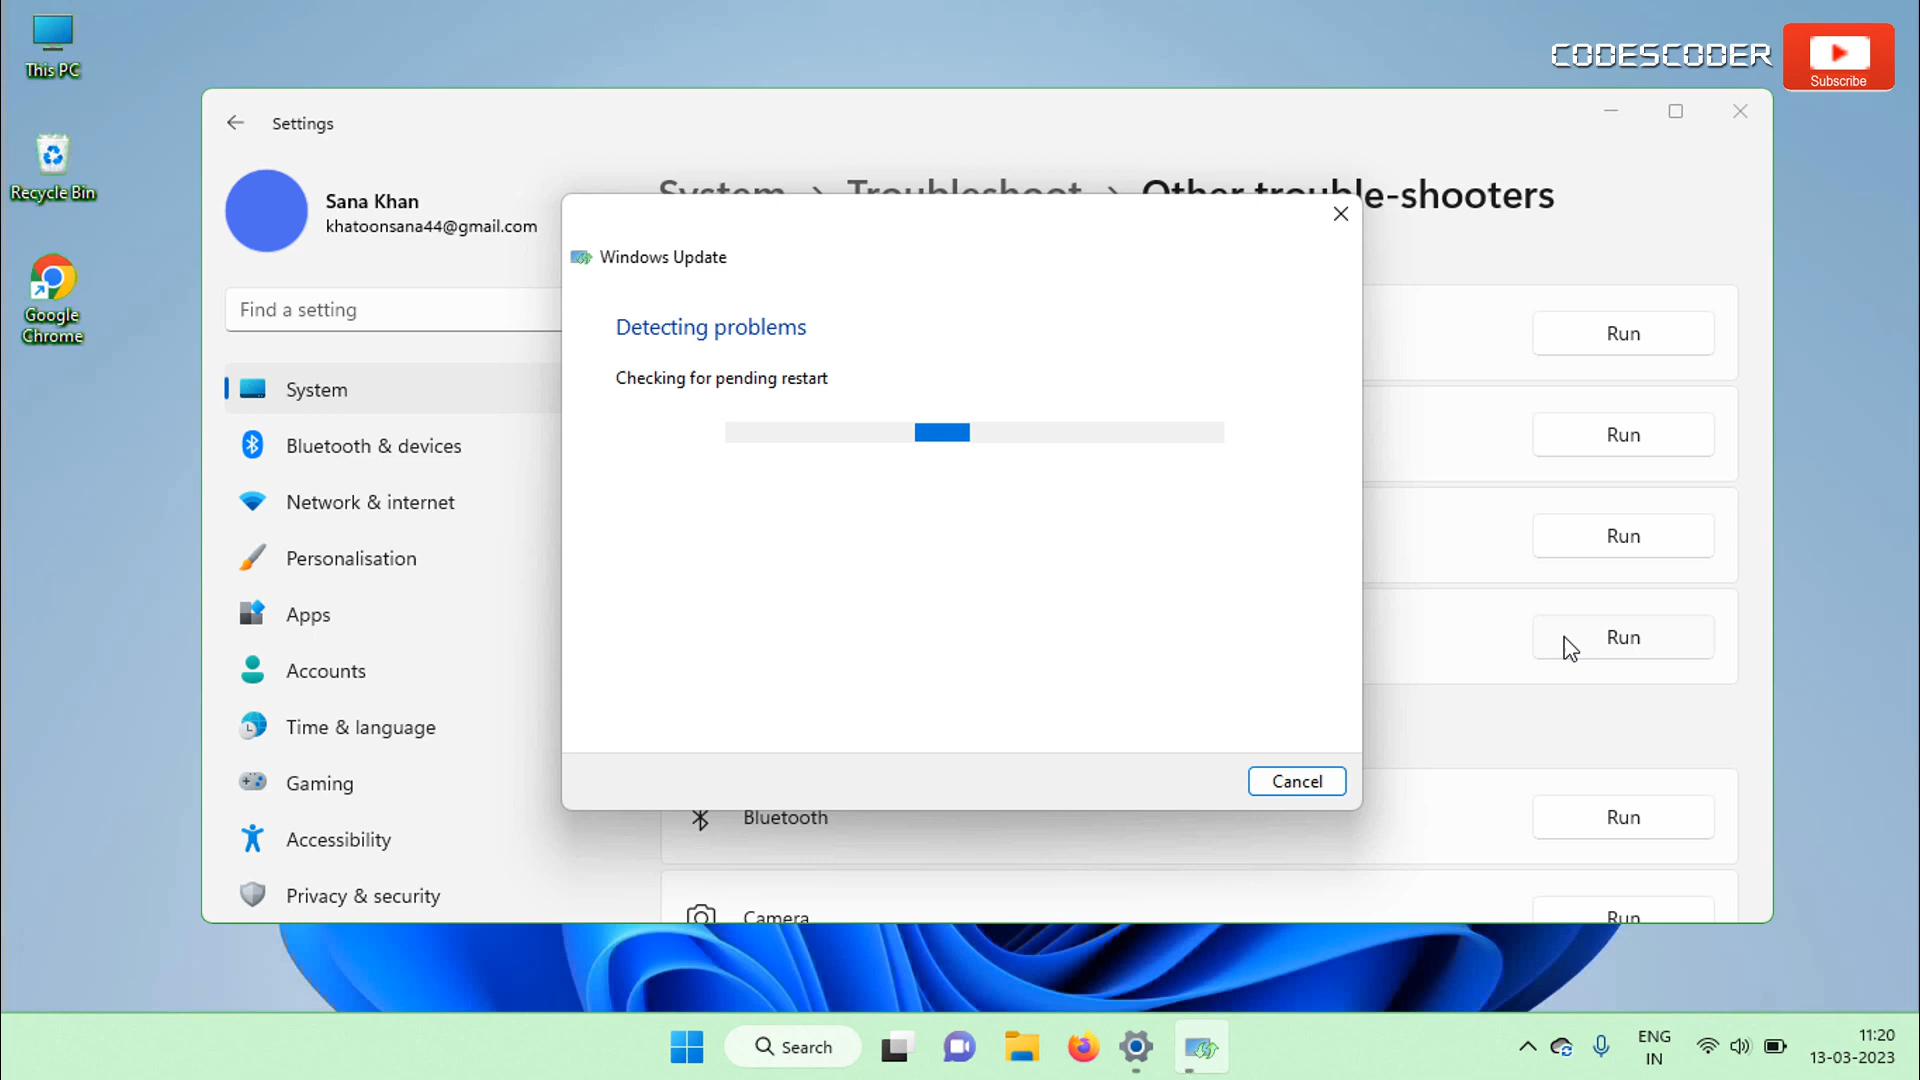 This PC
Recycle Bin
Google
Chrome
CODESCODER
Subscribe
Settings
Sana Khan
khatoonsana44@gmail.com
Find a setting
System
Bluetooth & devices
Network & internet
Personalisation
Apps
Accounts
Time & language
Gaming
Accessibility
Privacy & security
System > Troubleshoot > Other trouble-shooters
Windows Update
Detecting problems
Checking for pending restart
Cancel
Run
Run
Run
Run
Bluetooth
Run
Camera
Run
Search
ENG
IN
11:20
13-03-2023